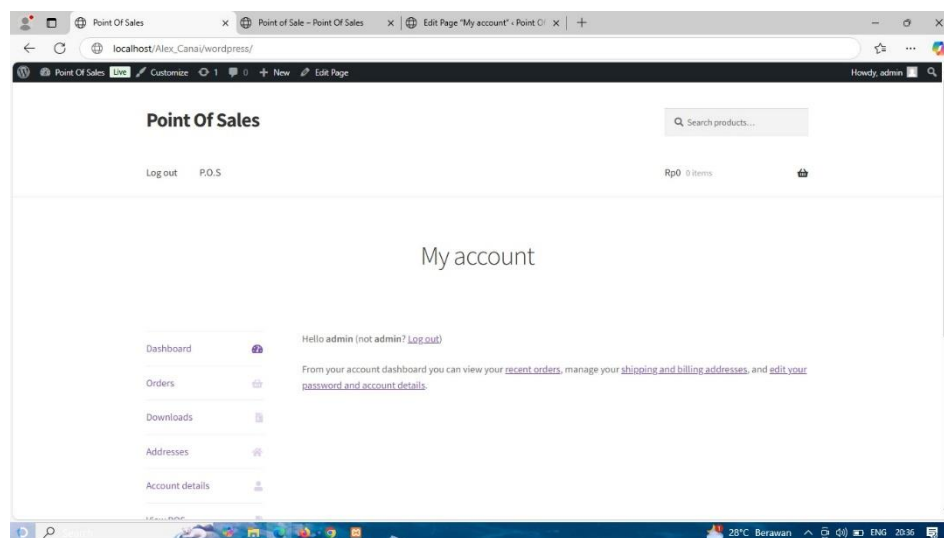 Point Of Sales
Point of Sale – Point Of Sales
Edit Page "My account" ‹ Point Of
localhost/Alex_Canai/wordpress/
Point Of Sales Live Customize 1 0 + New Edit Page Howdy, admin
Point Of Sales
Search products...
Log out P.O.S
Rp0 0 items
My account
Dashboard
Hello admin (not admin? Log out)
From your account dashboard you can view your recent orders, manage your shipping and billing addresses, and edit your
password and account details.
Orders
Downloads
Addresses
Account details
View POS
28°C Berawan ENG 20:36